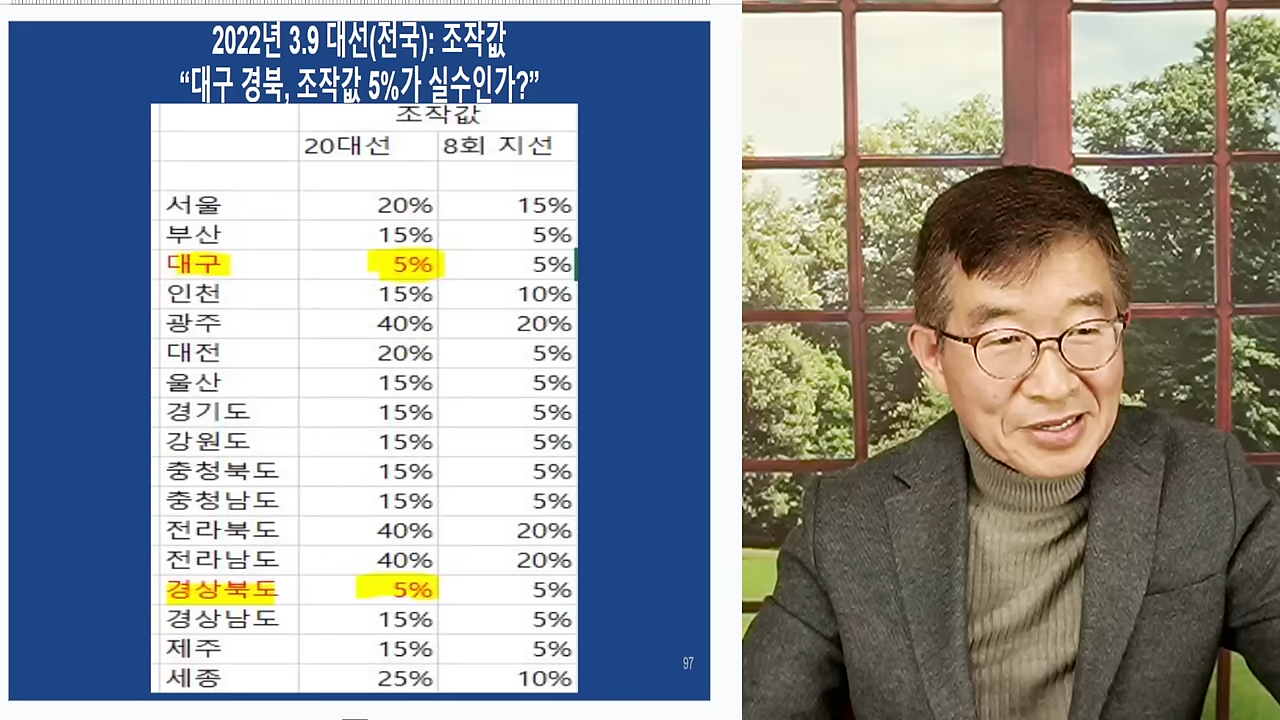 2022년 3.9 대선(전국): 조작값
“대구 경북, 조작값 5%가 실수인가?”
조작값
20대선 8회 지선
서울 20% 15%
부산 15% 5%
대구 5% 5%
인천 15% 10%
광주 40% 20%
대전 20% 5%
울산 15% 5%
경기도 15% 5%
강원도 15% 5%
충청북도 15% 5%
충청남도 15% 5%
전라북도 40% 20%
전라남도 40% 20%
경상북도 5% 5%
경상남도 15% 5%
제주 15% 5%
세종 25% 10%
97